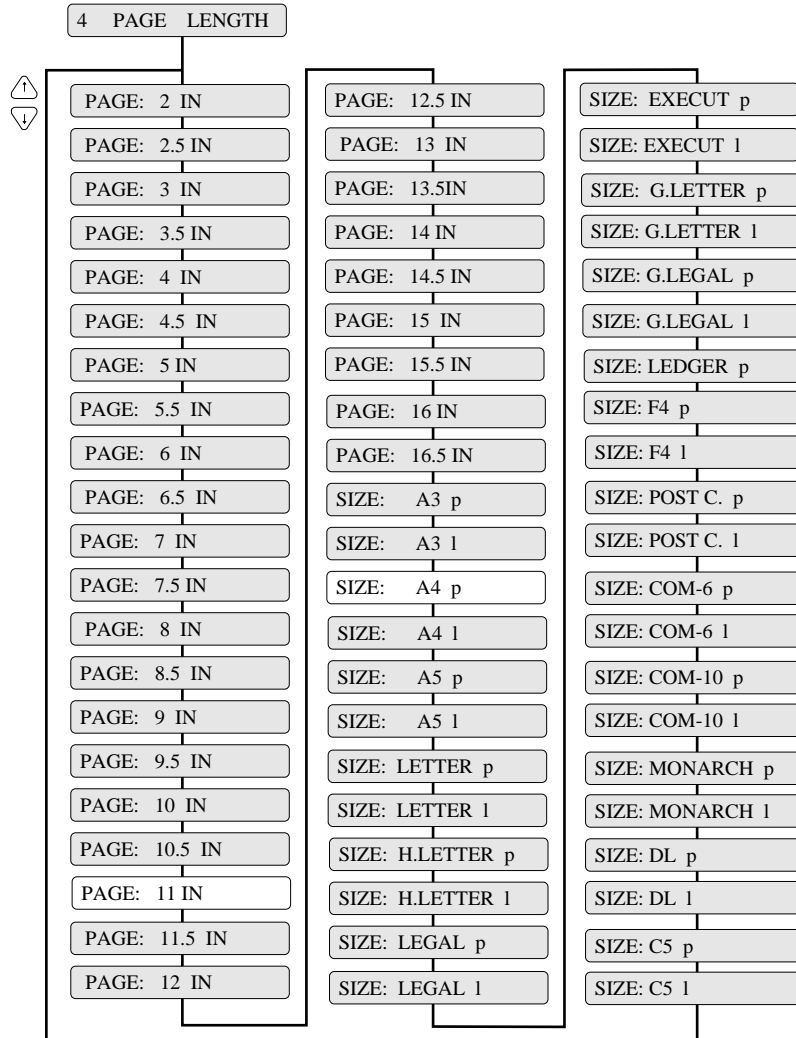 4 PAGE LENGTH
PAGE: 2 IN
PAGE: 2.5 IN
PAGE: 3 IN
PAGE: 3.5 IN
PAGE: 4 IN
PAGE: 4.5 IN
PAGE: 5 IN
PAGE: 5.5 IN
PAGE: 6 IN
PAGE: 6.5 IN
PAGE: 7 IN
PAGE: 7.5 IN
PAGE: 8 IN
PAGE: 8.5 IN
PAGE: 9 IN
PAGE: 9.5 IN
PAGE: 10 IN
PAGE: 10.5 IN
PAGE: 11 IN
PAGE: 11.5 IN
PAGE: 12 IN
PAGE: 12.5 IN
PAGE: 13 IN
PAGE: 13.5IN
PAGE: 14 IN
PAGE: 14.5 IN
PAGE: 15 IN
PAGE: 15.5 IN
PAGE: 16 IN
PAGE: 16.5 IN
SIZE: A3 p
SIZE: A3 l
SIZE: A4 p
SIZE: A4 l
SIZE: A5 p
SIZE: A5 l
SIZE: LETTER p
SIZE: LETTER l
SIZE: H.LETTER p
SIZE: H.LETTER l
SIZE: LEGAL p
SIZE: LEGAL l
SIZE: EXECUT p
SIZE: EXECUT l
SIZE: G.LETTER p
SIZE: G.LETTER l
SIZE: G.LEGAL p
SIZE: G.LEGAL l
SIZE: LEDGER p
SIZE: F4 p
SIZE: F4 l
SIZE: POST C. p
SIZE: POST C. l
SIZE: COM-6 p
SIZE: COM-6 l
SIZE: COM-10 p
SIZE: COM-10 l
SIZE: MONARCH p
SIZE: MONARCH l
SIZE: DL p
SIZE: DL l
SIZE: C5 p
SIZE: C5 l